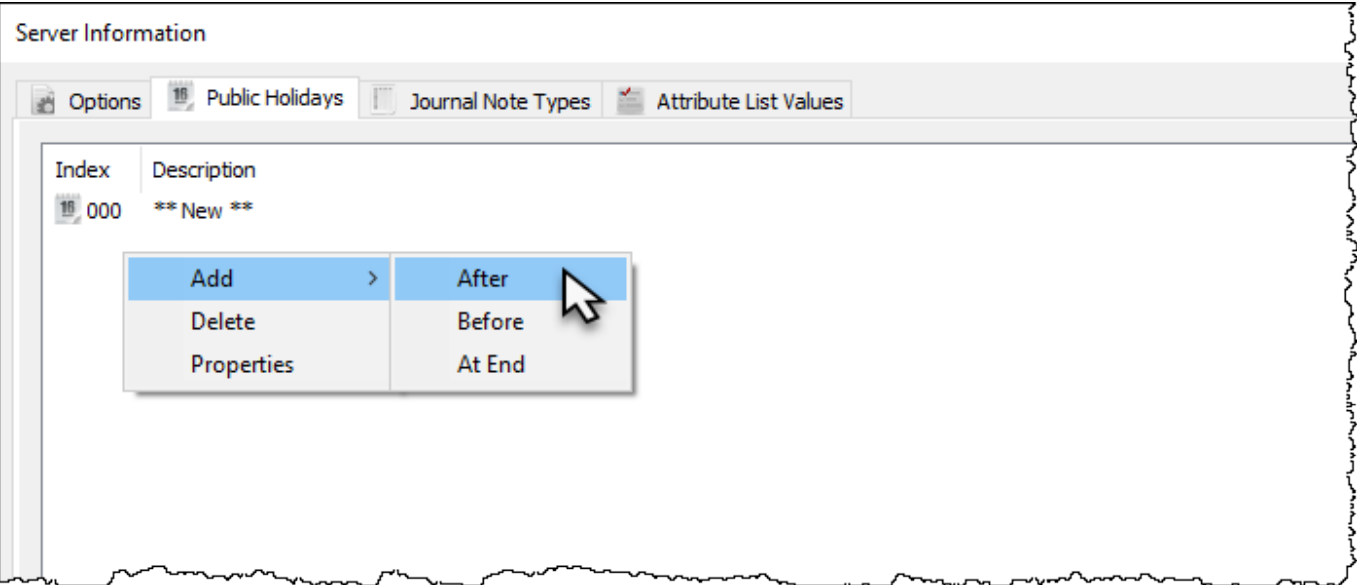 Server Information
Options Public Holidays Journal Note Types Attribute List Values
Index Description
16 000 ** New **
Add > After
Delete Before
Properties At End